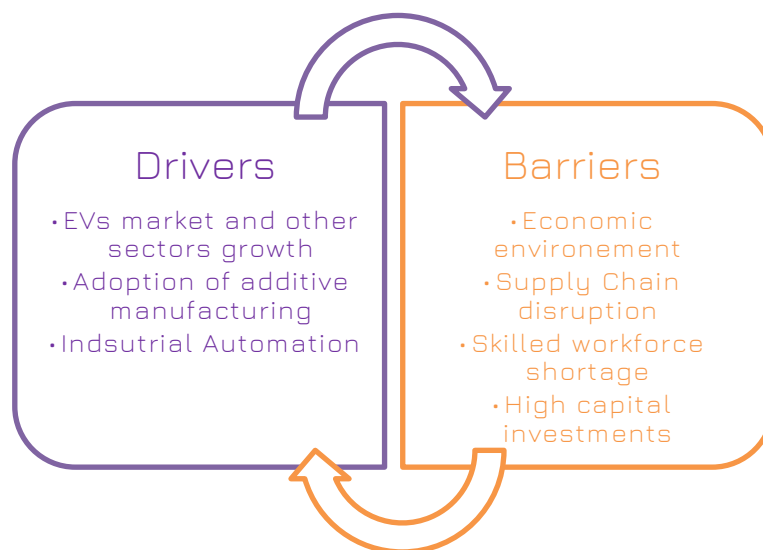 Drivers
·EVs market and other
sectors growth
·Adoption of additive
manufacturing
·Indsutrial Automation
Barriers
·Economic
environement
·Supply Chain
disruption
·Skilled workforce
shortage
·High capital
investments